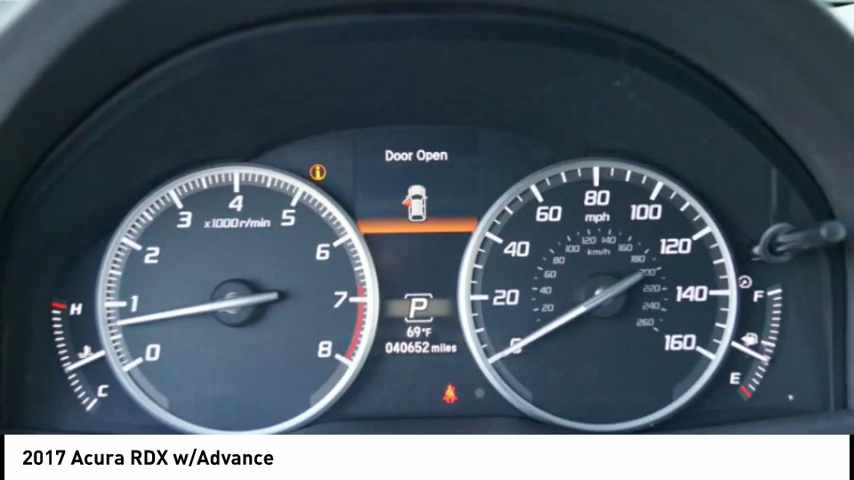 Door Open
i
0
1
2
3
4
5
6
7
8
x1000r/min
H
C
P
69°F
040652 miles
0
20
40
60
80
100
120
140
160
mph
20
40
60
80
100
120
140
160
180
200
220
240
260
km/h
F
E
2017 Acura RDX w/Advance